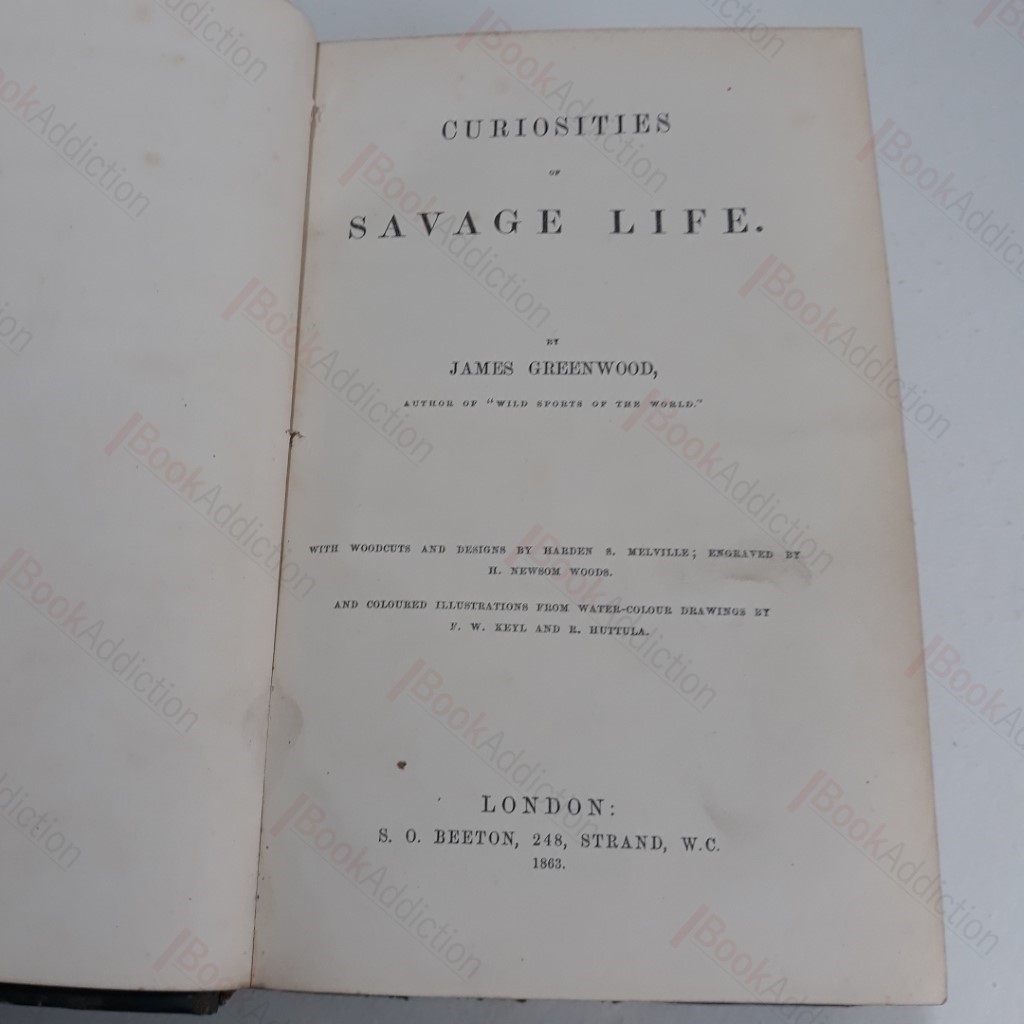 CURIOSITIES
OF
SAVAGE LIFE.
BY
JAMES GREENWOOD,
AUTHOR OF "WILD SPORTS OF THE WORLD."
WITH WOODCUTS AND DESIGNS BY HARDEN S. MELVILLE; ENGRAVED BY
H. NEWSOM WOODS.
AND COLOURED ILLUSTRATIONS FROM WATER-COLOUR DRAWINGS BY
F. W. KEYL AND R. HUTTULA.
LONDON:
S. O. BEETON, 248, STRAND, W.C.
1863.
BookAddiction